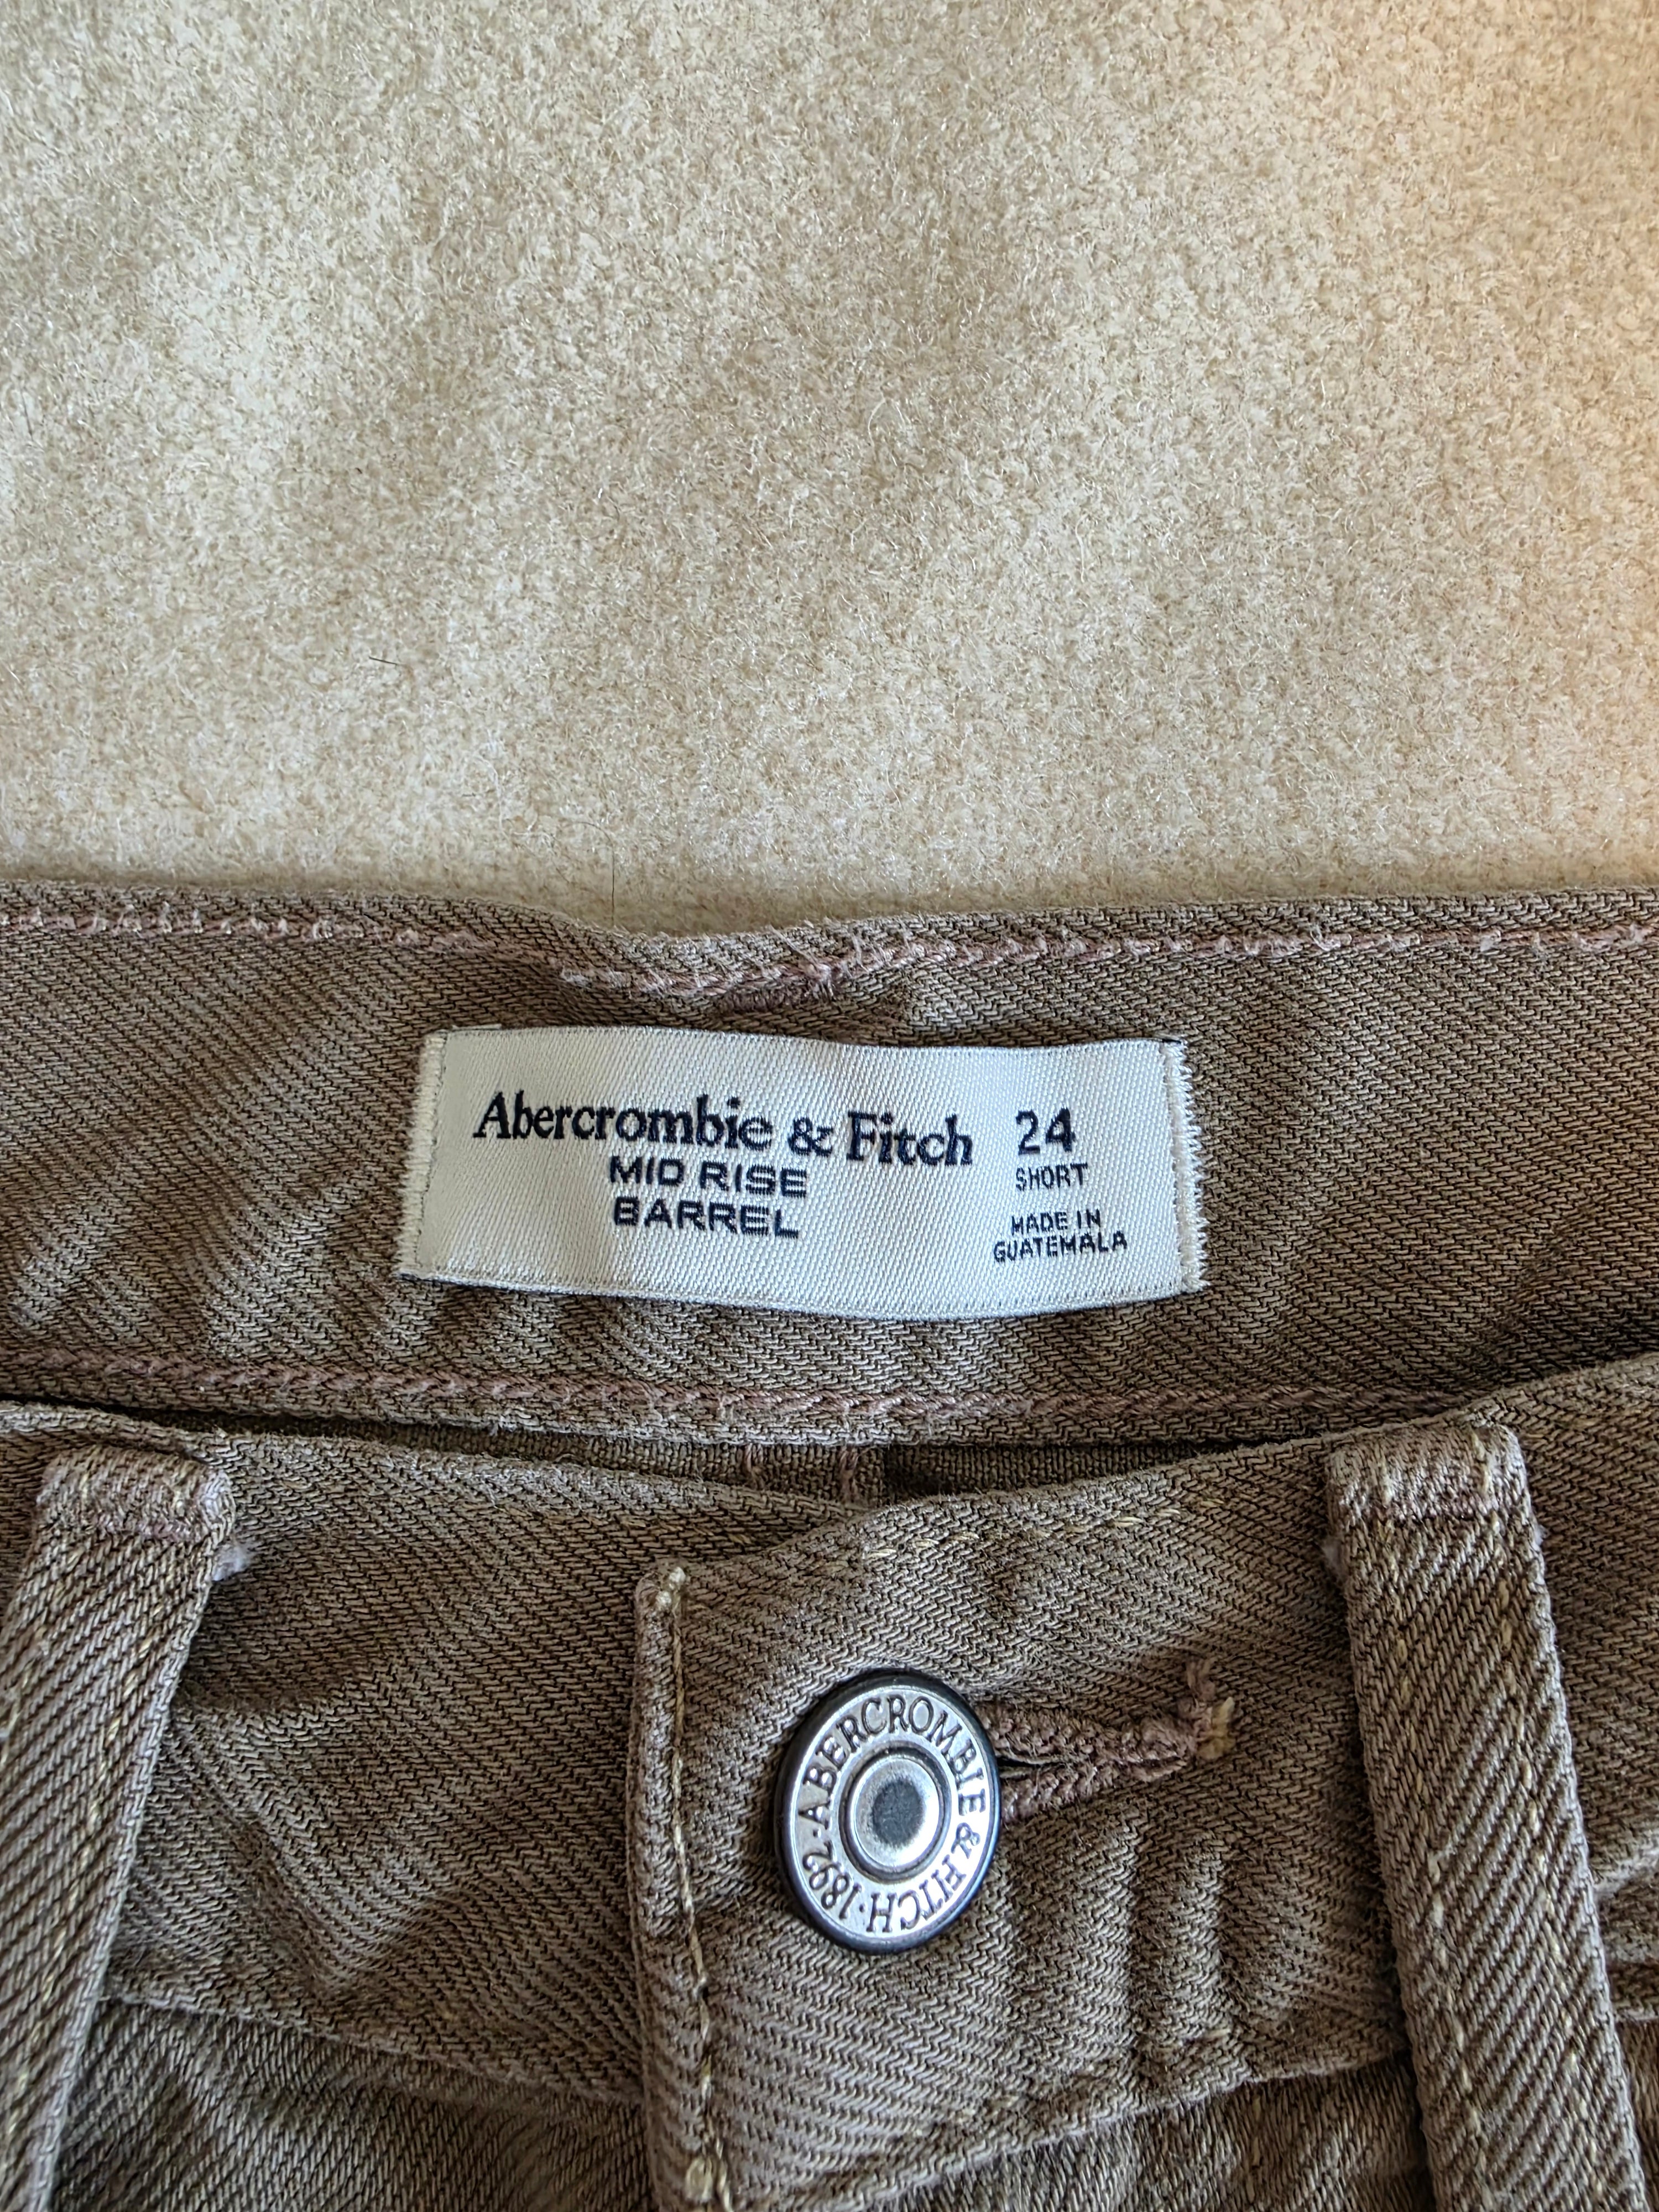 Abercrombie & Fitch 24
MID RISE
BARREL
SHORT
MADE IN
GUATEMALA
ABERCROMBIE & FITCH · 1892 ·